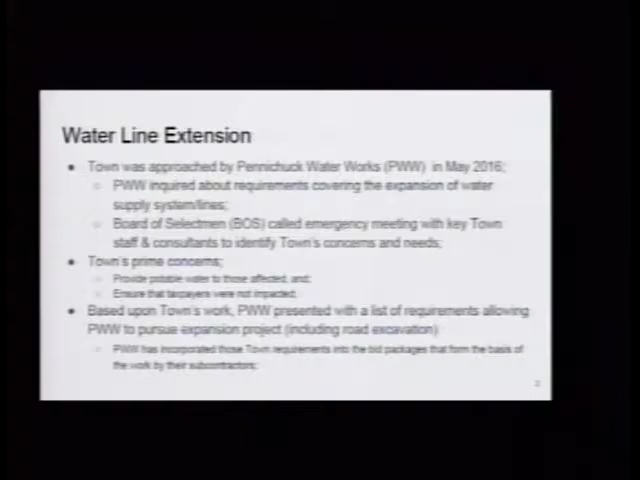 Water Line Extension
• Town was approached by Pennichuck Water Works (PWW) in May 2016;
○ PWW inquired about requirements covering the expansion of water
supply system/lines;
○ Board of Selectmen (BOS) called emergency meeting with key Town
staff & consultants to identify Town's concerns and needs;
• Town's prime concerns;
○ Provide potable water to those affected, and;
○ Ensure that taxpayers were not impacted;
• Based upon Town's work, PWW presented with a list of requirements allowing
PWW to pursue expansion project (including road excavation)
○ PWW has incorporated those Town requirements into the bid packages that form the basis of
the work by their subcontractors;